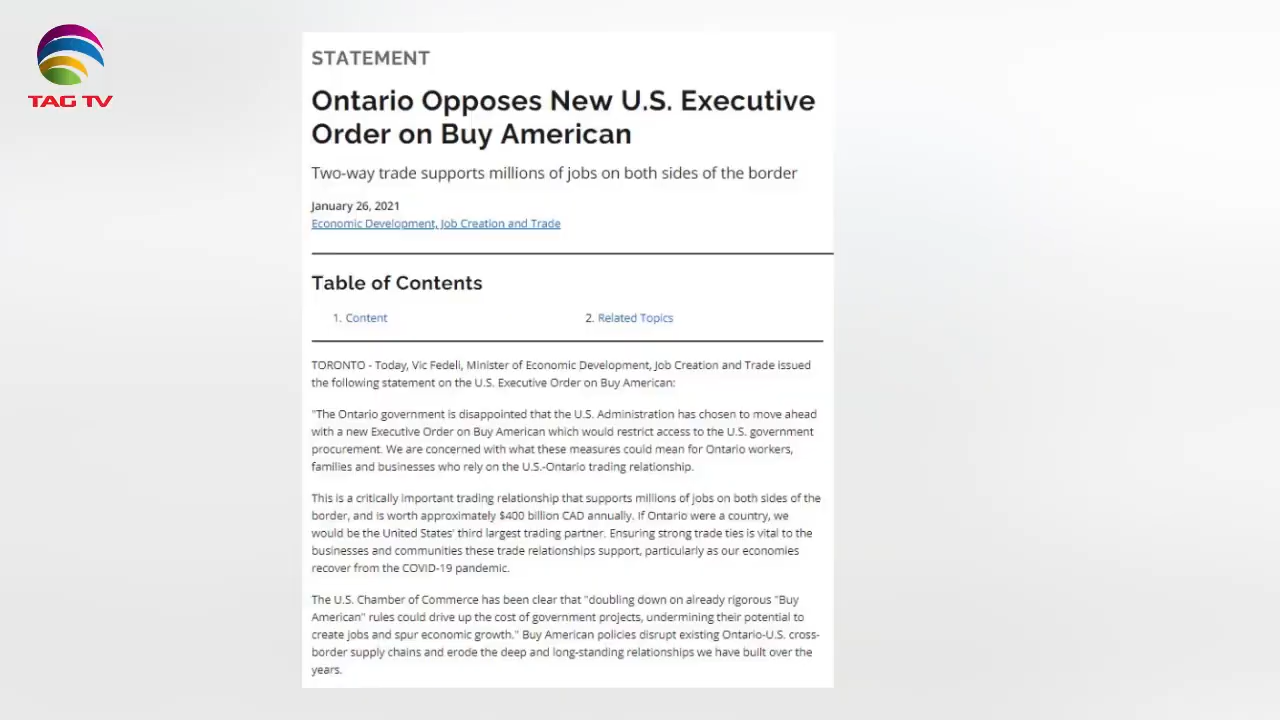 TAG TV
STATEMENT
Ontario Opposes New U.S. Executive
Order on Buy American
Two-way trade supports millions of jobs on both sides of the border
January 26, 2021
Economic Development, Job Creation and Trade
Table of Contents
1. Content
2. Related Topics
TORONTO - Today, Vic Fedeli, Minister of Economic Development, Job Creation and Trade issued
the following statement on the U.S. Executive Order on Buy American:
"The Ontario government is disappointed that the U.S. Administration has chosen to move ahead
with a new Executive Order on Buy American which would restrict access to the U.S. government
procurement. We are concerned with what these measures could mean for Ontario workers,
families and businesses who rely on the U.S.-Ontario trading relationship.
This is a critically important trading relationship that supports millions of jobs on both sides of the
border, and is worth approximately $400 billion CAD annually. If Ontario were a country, we
would be the United States' third largest trading partner. Ensuring strong trade ties is vital to the
businesses and communities these trade relationships support, particularly as our economies
recover from the COVID-19 pandemic.
The U.S. Chamber of Commerce has been clear that "doubling down on already rigorous "Buy
American" rules could drive up the cost of government projects, undermining their potential to
create jobs and spur economic growth." Buy American policies disrupt existing Ontario-U.S. cross-
border supply chains and erode the deep and long-standing relationships we have built over the
years.